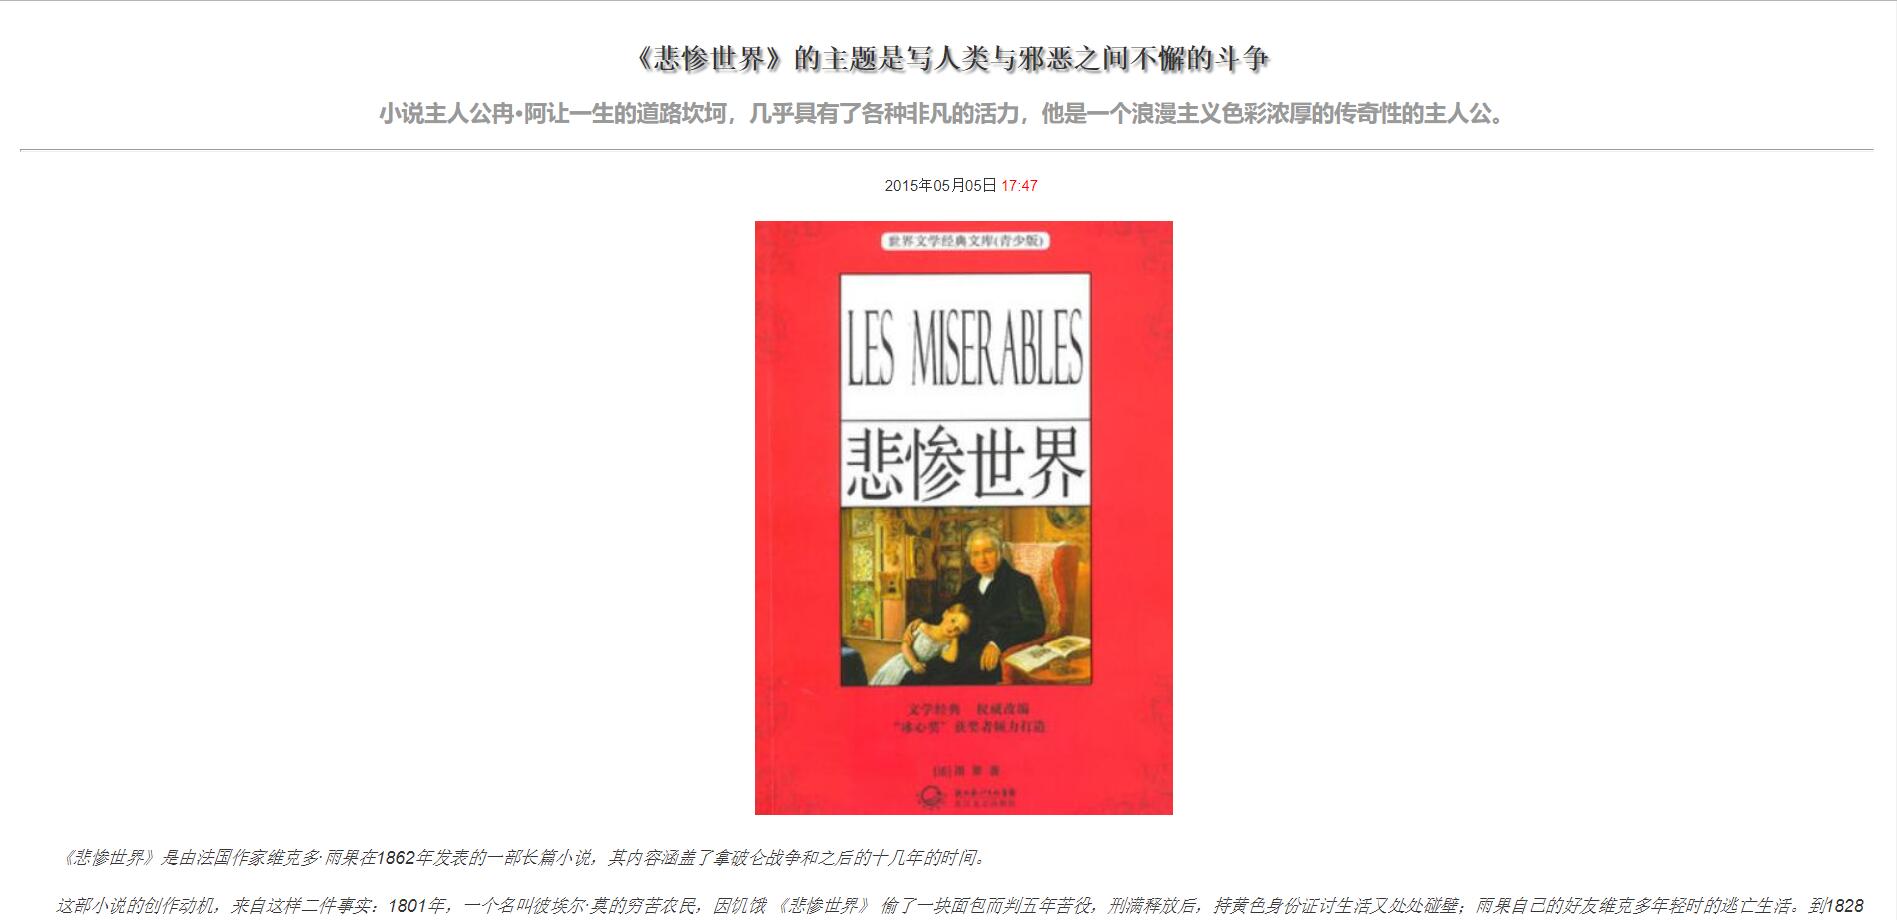 《悲惨世界》的主题是写人类与邪恶之间不懈的斗争
小说主人公冉•阿让一生的道路坎坷，几乎具有了各种非凡的活力，他是一个浪漫主义色彩浓厚的传奇性的主人公。
2015年05月05日 17:47
世界文学经典文库(青少版)
LES MISERABLES
悲惨世界
文学经典 权威改编
“冰心奖”获奖者倾力打造
[法]雨果 著
《悲惨世界》是由法国作家维克多·雨果在1862年发表的一部长篇小说，其内容涵盖了拿破仑战争和之后的十几年的时间。
这部小说的创作动机，来自这样二件事实：1801年，一个名叫彼埃尔·莫的穷苦农民，因饥饿 《悲惨世界》 偷了一块面包而判五年苦役，刑满释放后，持黄色身份证讨生活又处处碰壁；雨果自己的好友维克多年轻时的逃亡生活。到1828